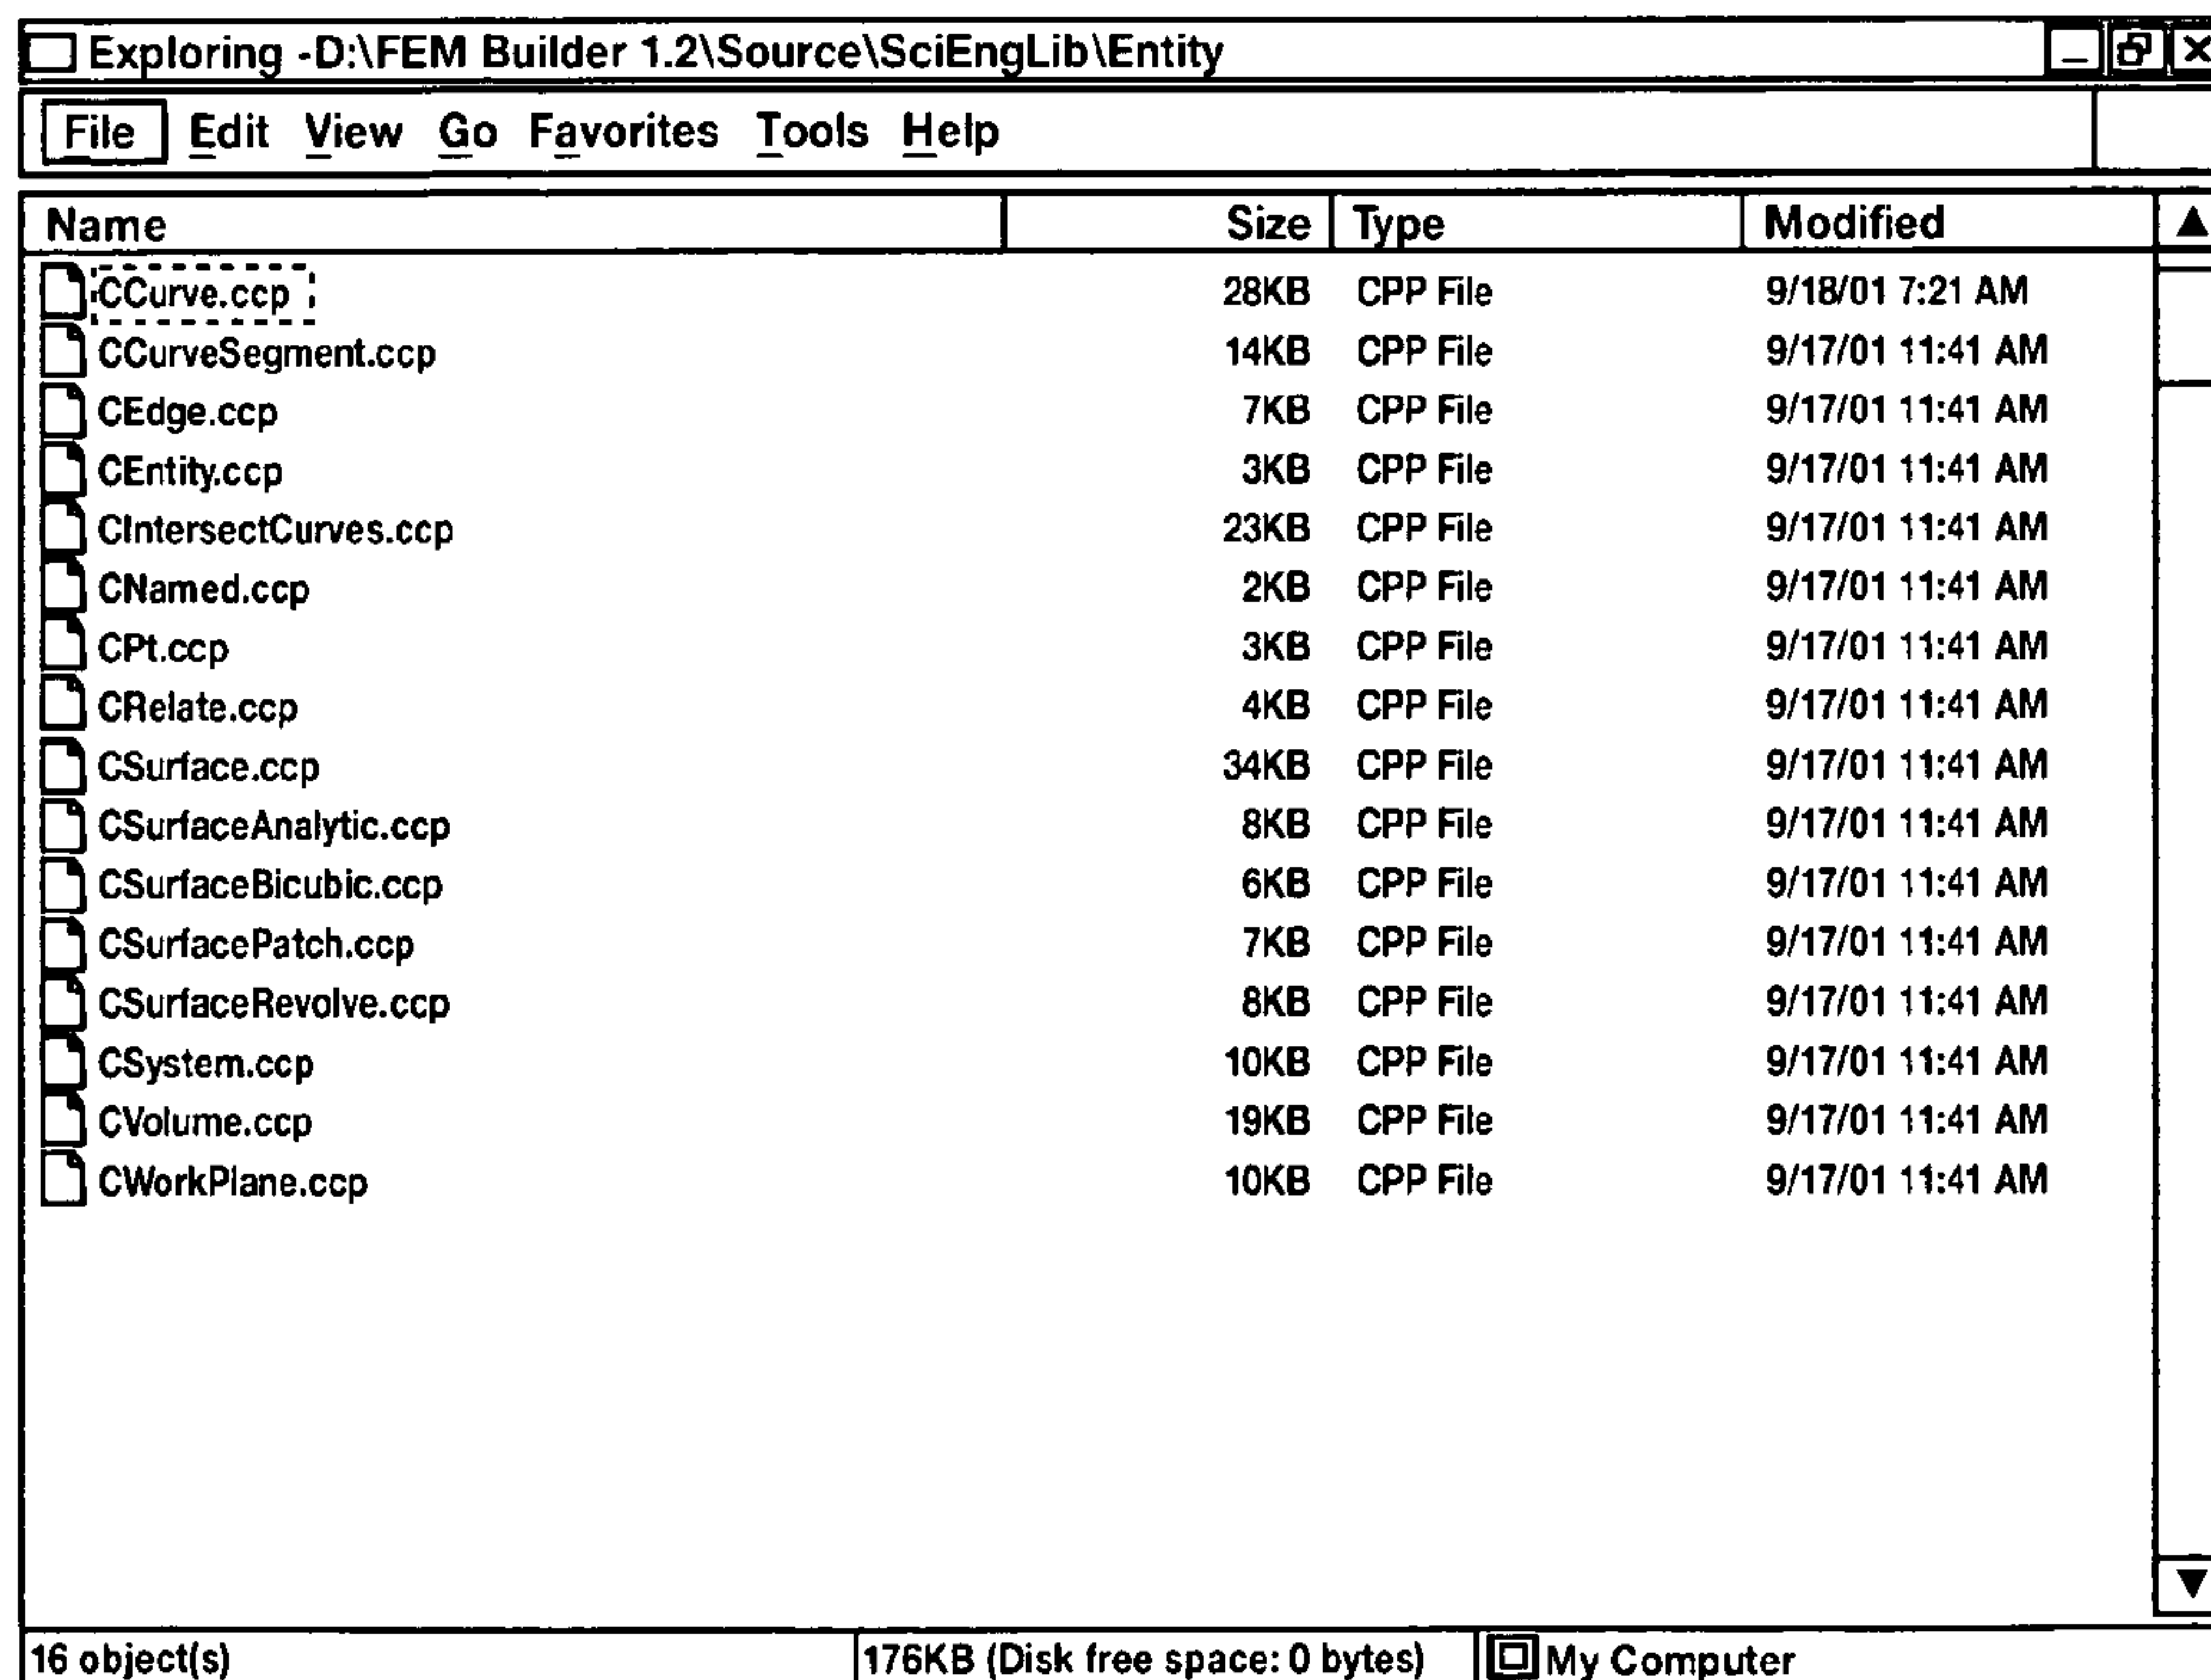 Exploring -D:\FEM Builder 1.2\Source\SciEngLib\Entity
File Edit View Go Favorites Tools Help
Name Size Type Modified
CCurve.ccp 28KB CPP File 9/18/01 7:21 AM
CCurveSegment.ccp 14KB CPP File 9/17/01 11:41 AM
CEdge.ccp 7KB CPP File 9/17/01 11:41 AM
CEntity.ccp 3KB CPP File 9/17/01 11:41 AM
CIntersectCurves.ccp 23KB CPP File 9/17/01 11:41 AM
CNamed.ccp 2KB CPP File 9/17/01 11:41 AM
CPt.ccp 3KB CPP File 9/17/01 11:41 AM
CRelate.ccp 4KB CPP File 9/17/01 11:41 AM
CSurface.ccp 34KB CPP File 9/17/01 11:41 AM
CSurfaceAnalytic.ccp 8KB CPP File 9/17/01 11:41 AM
CSurfaceBicubic.ccp 6KB CPP File 9/17/01 11:41 AM
CSurfacePatch.ccp 7KB CPP File 9/17/01 11:41 AM
CSurfaceRevolve.ccp 8KB CPP File 9/17/01 11:41 AM
CSystem.ccp 10KB CPP File 9/17/01 11:41 AM
CVolume.ccp 19KB CPP File 9/17/01 11:41 AM
CWorkPlane.ccp 10KB CPP File 9/17/01 11:41 AM
16 object(s) 176KB (Disk free space: 0 bytes) My Computer